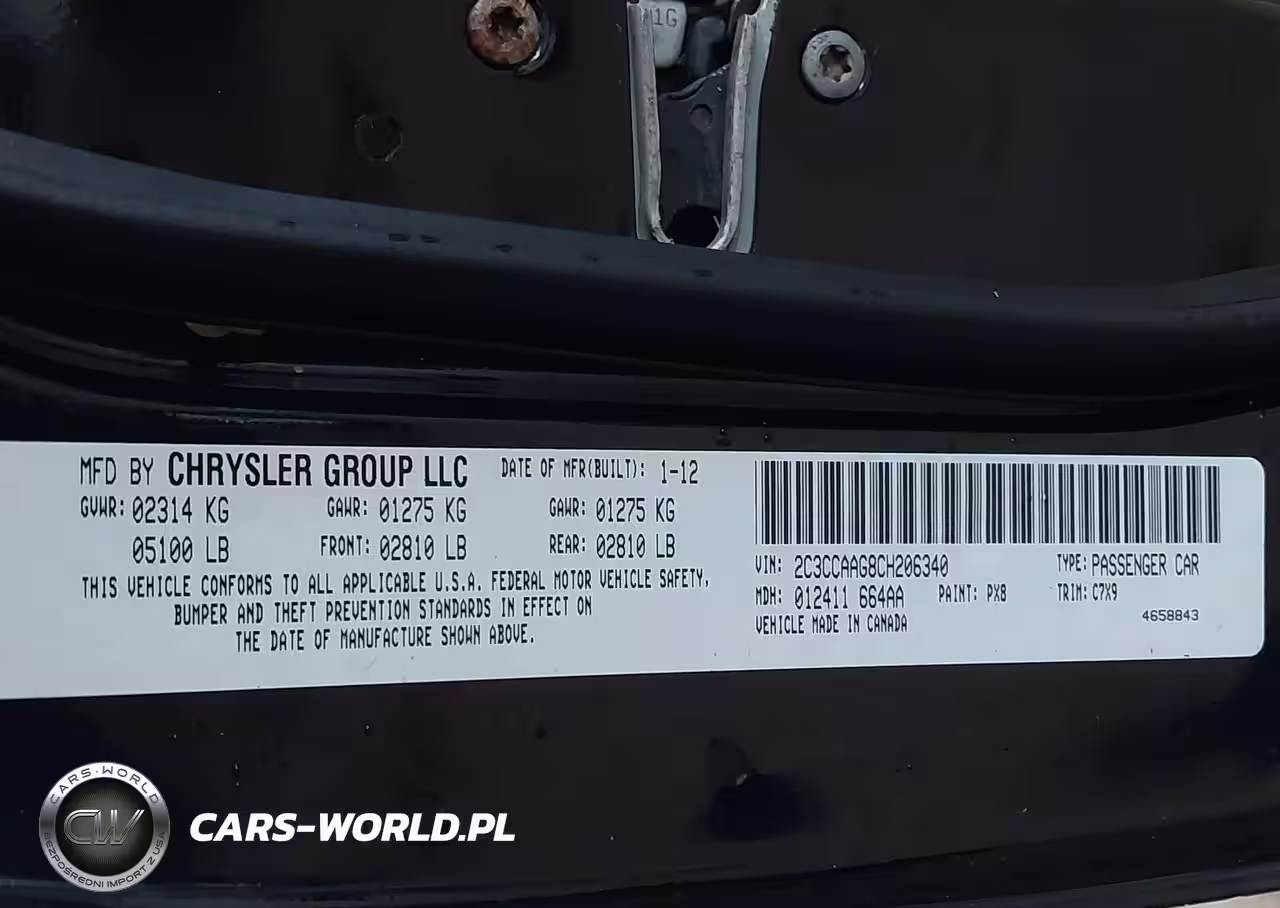 M1G
MFD BY CHRYSLER GROUP LLC DATE OF MFR(BUILT): 1-12
GVWR: 02314 KG GAWR: 01275 KG GAWR: 01275 KG
05100 LB FRONT: 02810 LB REAR: 02810 LB
THIS VEHICLE CONFORMS TO ALL APPLICABLE U.S.A. FEDERAL MOTOR VEHICLE SAFETY,
BUMPER AND THEFT PREVENTION STANDARDS IN EFFECT ON
THE DATE OF MANUFACTURE SHOWN ABOVE.
VIN: 2C3CCAAG8CH206340 TYPE: PASSENGER CAR
MDH: 012411 664AA PAINT: PX8 TRIM: C7X9
VEHICLE MADE IN CANADA 4658843
CARS-WORLD
CW
BEZPOŚREDNI IMPORT Z USA
CARS-WORLD.PL